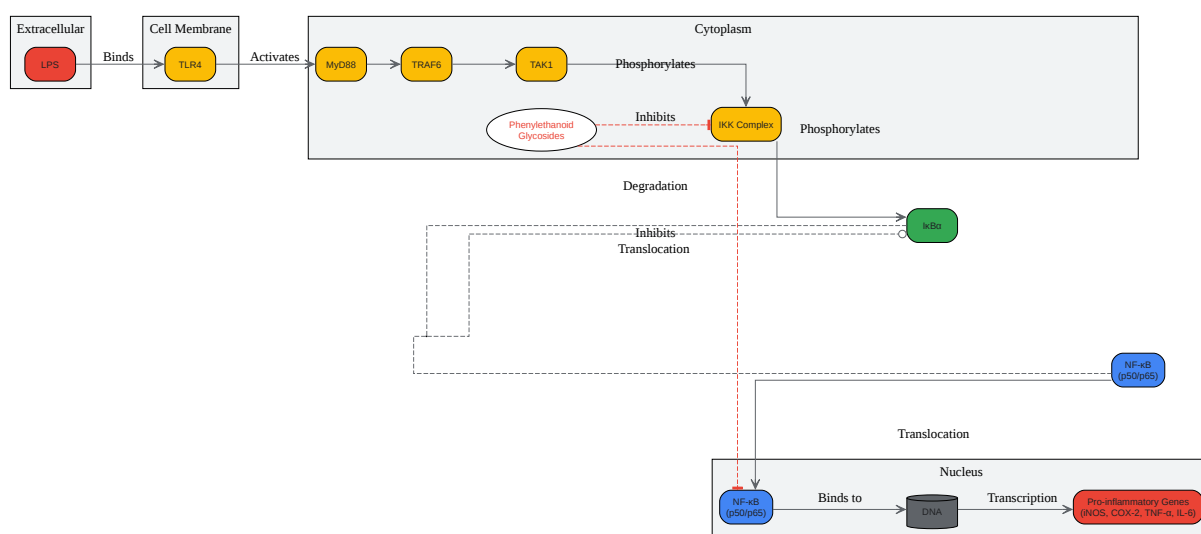 Extracellular
Cell Membrane
Cytoplasm
LPS
Binds
TLR4
Activates
MyD88
TRAF6
TAK1
Phosphorylates
Phenylethanoid
Glycosides
Inhibits
IKK Complex
Phosphorylates
Degradation
IκBα
Inhibits
Translocation
NF-κB
(p50/p65)
Translocation
Nucleus
NF-κB
(p50/p65)
Binds to
DNA
Transcription
Pro-inflammatory Genes
(iNOS, COX-2, TNF-α, IL-6)